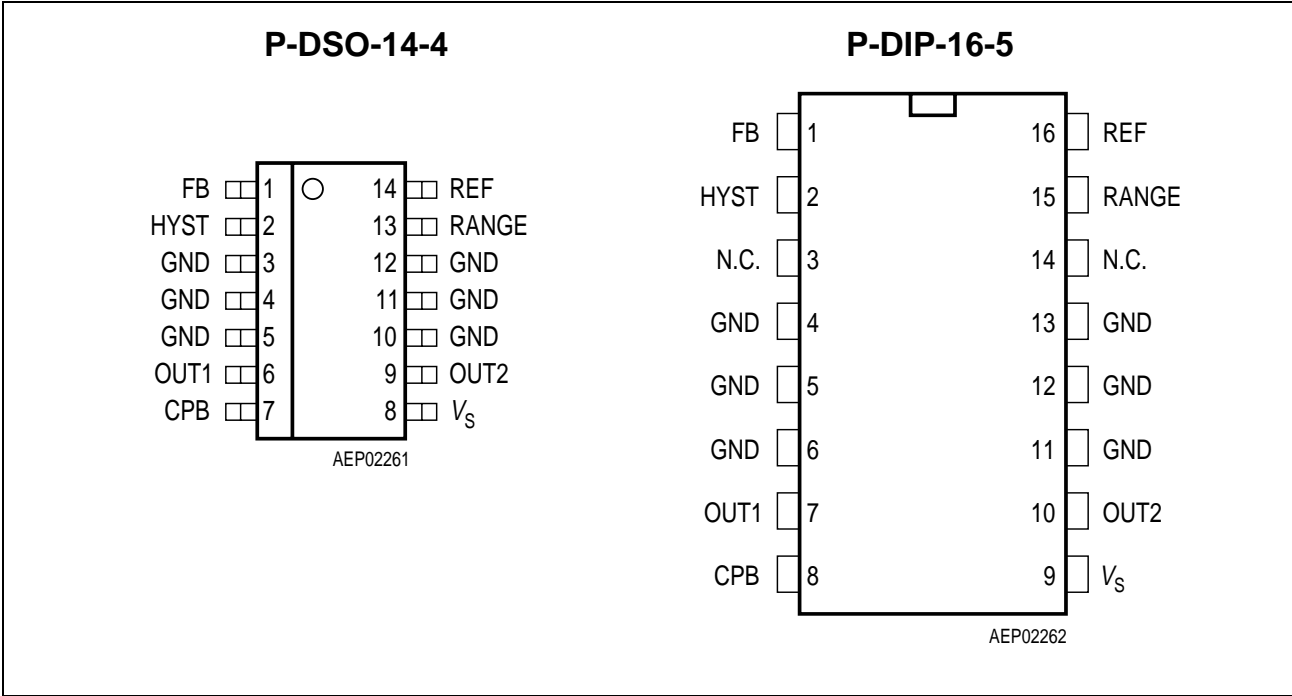 P-DSO-14-4
FB 1 14 REF
HYST 2 13 RANGE
GND 3 12 GND
GND 4 11 GND
GND 5 10 GND
OUT1 6 9 OUT2
CPB 7 8 VS
AEP02261
P-DIP-16-5
FB 1 16 REF
HYST 2 15 RANGE
N.C. 3 14 N.C.
GND 4 13 GND
GND 5 12 GND
GND 6 11 GND
OUT1 7 10 OUT2
CPB 8 9 VS
AEP02262